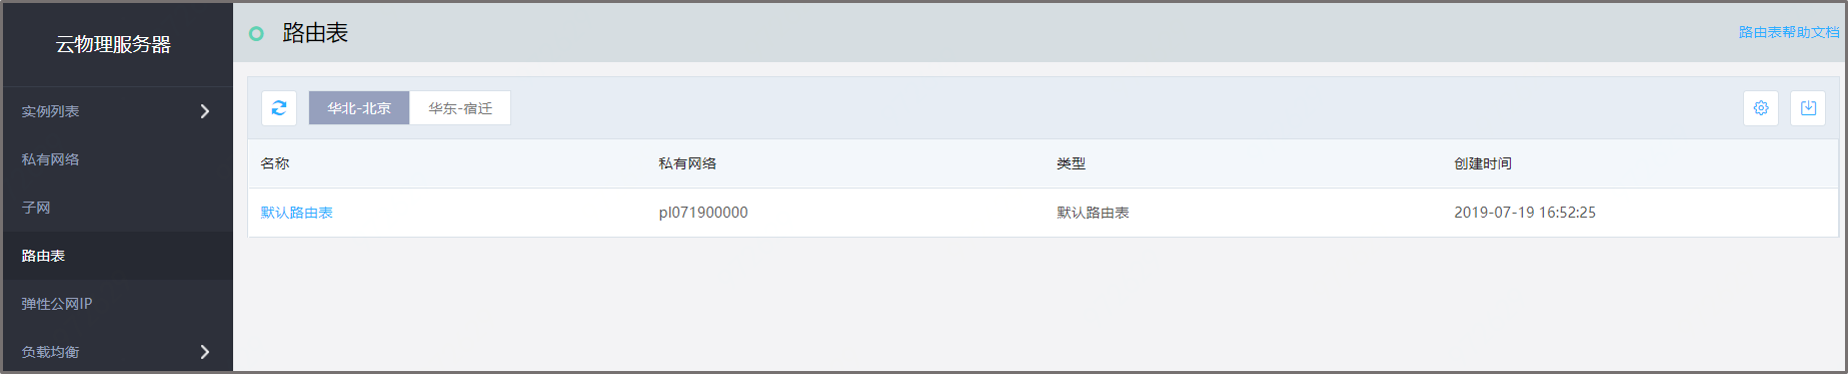 云物理服务器
实例列表
私有网络
子网
路由表
弹性公网IP
负载均衡
路由表
路由表帮助文档
华北-北京 华东-宿迁
名称 私有网络 类型 创建时间
默认路由表 pl071900000 默认路由表 2019-07-19 16:52:25